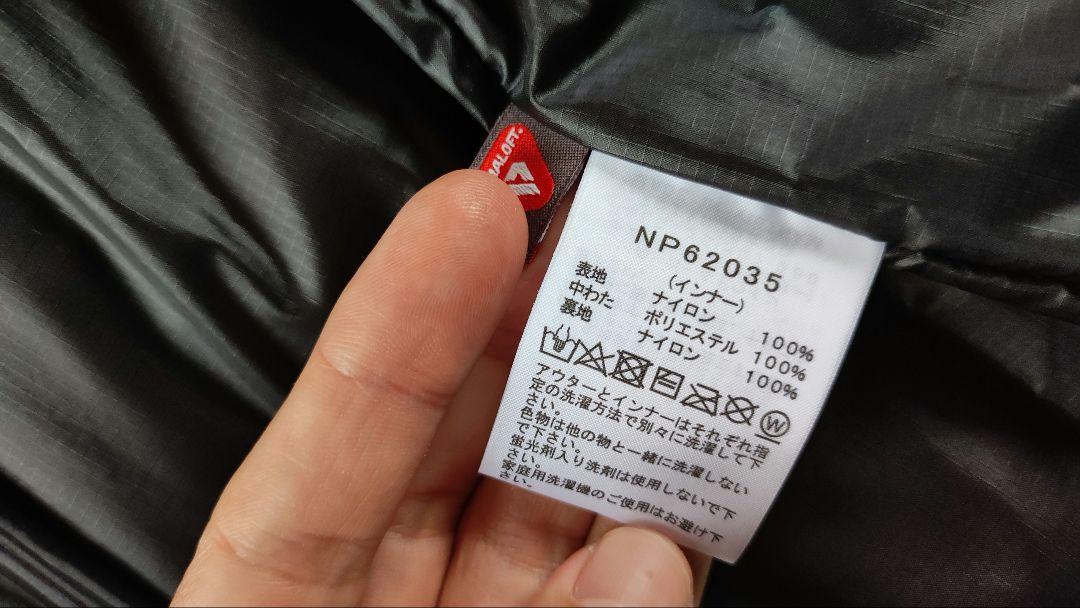 ALOFT
NP62035
(インナー)
表地 ナイロン 100%
中わた ポリエステル 100%
裏地 ナイロン 100%
W
アウターとインナーはそれぞれ指
定の洗濯方法で別々に洗濯して下
さい。
色物は他の物と一緒に洗濯しない
で下さい。
蛍光剤入り洗剤は使用しないで下
さい。
家庭用洗濯機のご使用はお避け下
さい。